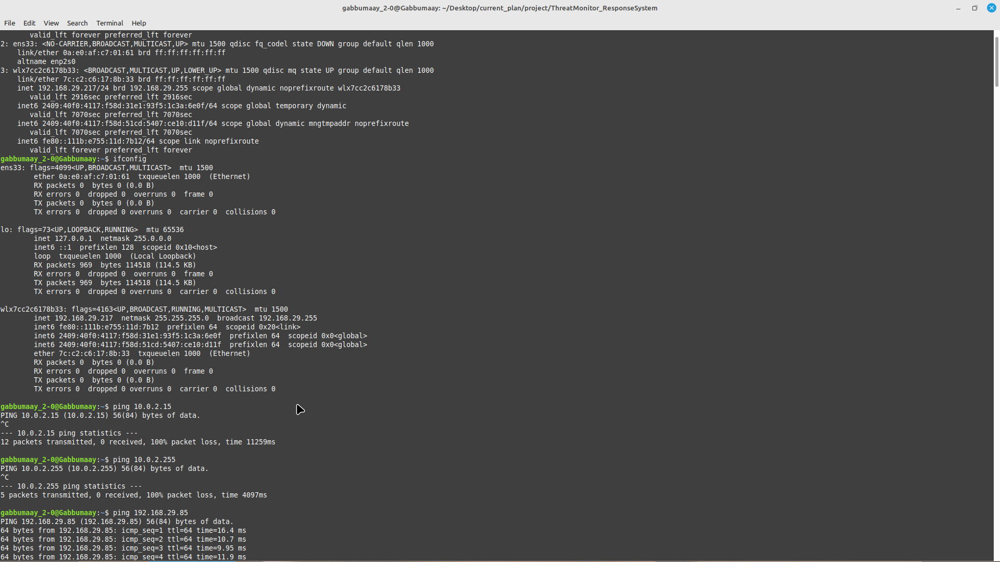 gabbumaay_2-0@Gabbumaay: ~/Desktop/current_plan/project/ThreatMonitor_ResponseSystem
File Edit View Search Terminal Help
valid_lft forever preferred_lft forever
2: ens33: <NO-CARRIER,BROADCAST,MULTICAST,UP> mtu 1500 qdisc fq_codel state DOWN group default qlen 1000
link/ether 0a:e0:af:c7:01:61 brd ff:ff:ff:ff:ff:ff
altname enp2s0
3: wlx7cc2c6178b33: <BROADCAST,MULTICAST,UP,LOWER_UP> mtu 1500 qdisc mq state UP group default qlen 1000
link/ether 7c:c2:c6:17:8b:33 brd ff:ff:ff:ff:ff:ff
inet 192.168.29.217/24 brd 192.168.29.255 scope global dynamic noprefixroute wlx7cc2c6178b33
valid_lft 2916sec preferred_lft 2916sec
inet6 2409:40f0:4117:f58d:31e1:93f5:1c3a:6e0f/64 scope global temporary dynamic
valid_lft 7070sec preferred_lft 7070sec
inet6 2409:40f0:4117:f58d:51cd:5407:ce10:d11f/64 scope global dynamic mngtmpaddr noprefixroute
valid_lft 7070sec preferred_lft 7070sec
inet6 fe80::111b:e755:11d:7b12/64 scope link noprefixroute
valid_lft forever preferred_lft forever
gabbumaay_2-0@Gabbumaay:~$ ifconfig
ens33: flags=4099<UP,BROADCAST,MULTICAST>  mtu 1500
ether 0a:e0:af:c7:01:61  txqueuelen 1000  (Ethernet)
RX packets 0  bytes 0 (0.0 B)
RX errors 0  dropped 0  overruns 0  frame 0
TX packets 0  bytes 0 (0.0 B)
TX errors 0  dropped 0 overruns 0  carrier 0  collisions 0
lo: flags=73<UP,LOOPBACK,RUNNING>  mtu 65536
inet 127.0.0.1  netmask 255.0.0.0
inet6 ::1  prefixlen 128  scopeid 0x10<host>
loop  txqueuelen 1000  (Local Loopback)
RX packets 969  bytes 114518 (114.5 KB)
RX errors 0  dropped 0  overruns 0  frame 0
TX packets 969  bytes 114518 (114.5 KB)
TX errors 0  dropped 0 overruns 0  carrier 0  collisions 0
wlx7cc2c6178b33: flags=4163<UP,BROADCAST,RUNNING,MULTICAST>  mtu 1500
inet 192.168.29.217  netmask 255.255.255.0  broadcast 192.168.29.255
inet6 fe80::111b:e755:11d:7b12  prefixlen 64  scopeid 0x20<link>
inet6 2409:40f0:4117:f58d:31e1:93f5:1c3a:6e0f  prefixlen 64  scopeid 0x0<global>
inet6 2409:40f0:4117:f58d:51cd:5407:ce10:d11f  prefixlen 64  scopeid 0x0<global>
ether 7c:c2:c6:17:8b:33  txqueuelen 1000  (Ethernet)
RX packets 0  bytes 0 (0.0 B)
RX errors 0  dropped 0  overruns 0  frame 0
TX packets 0  bytes 0 (0.0 B)
TX errors 0  dropped 0 overruns 0  carrier 0  collisions 0
gabbumaay_2-0@Gabbumaay:~$ ping 10.0.2.15
PING 10.0.2.15 (10.0.2.15) 56(84) bytes of data.
^C
--- 10.0.2.15 ping statistics ---
12 packets transmitted, 0 received, 100% packet loss, time 11259ms
gabbumaay_2-0@Gabbumaay:~$ ping 10.0.2.255
PING 10.0.2.255 (10.0.2.255) 56(84) bytes of data.
^C
--- 10.0.2.255 ping statistics ---
5 packets transmitted, 0 received, 100% packet loss, time 4097ms
gabbumaay_2-0@Gabbumaay:~$ ping 192.168.29.85
PING 192.168.29.85 (192.168.29.85) 56(84) bytes of data.
64 bytes from 192.168.29.85: icmp_seq=1 ttl=64 time=16.4 ms
64 bytes from 192.168.29.85: icmp_seq=2 ttl=64 time=10.7 ms
64 bytes from 192.168.29.85: icmp_seq=3 ttl=64 time=9.95 ms
64 bytes from 192.168.29.85: icmp_seq=4 ttl=64 time=11.9 ms